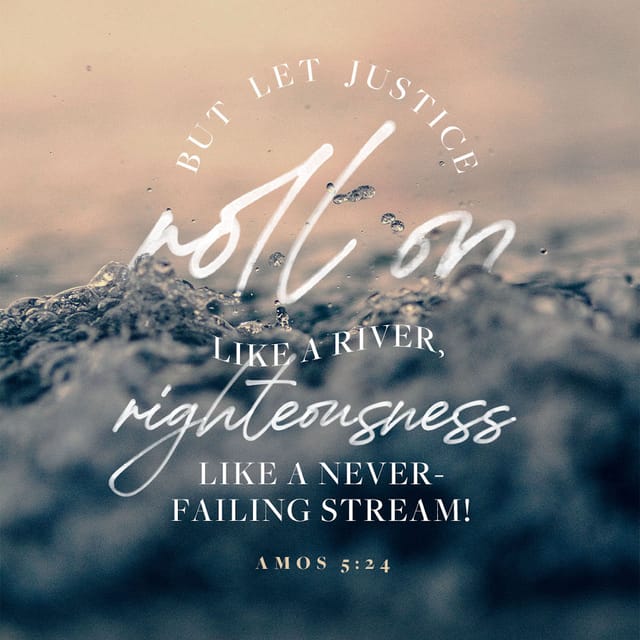 BUT LET JUSTICE
roll on
LIKE A RIVER,
righteousness
LIKE A NEVER-
FAILING STREAM!
AMOS 5:24